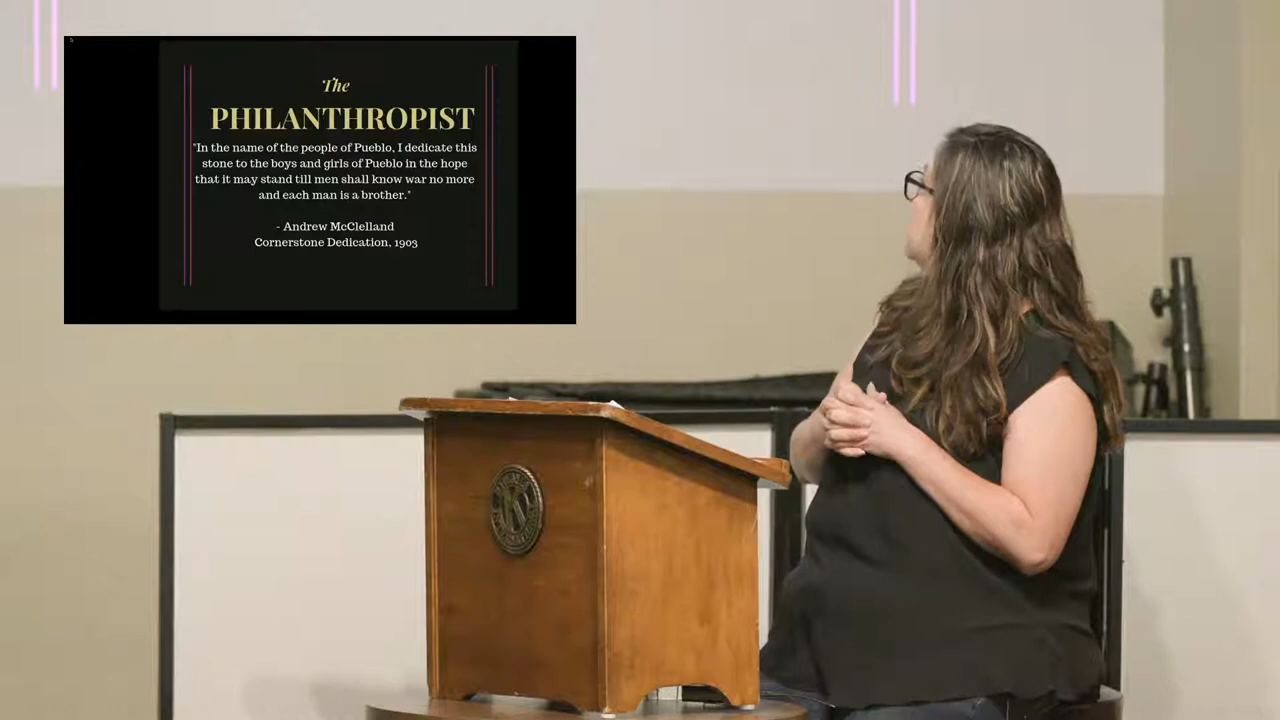 The
PHILANTHROPIST
"In the name of the people of Pueblo, I dedicate this
stone to the boys and girls of Pueblo in the hope
that it may stand till men shall know war no more
and each man is a brother."
- Andrew McClelland
Cornerstone Dedication, 1903
K